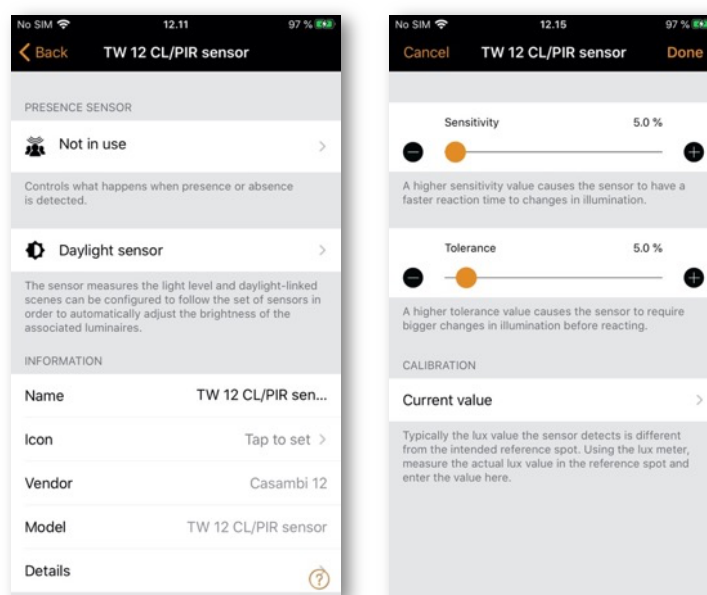 No SIM 12.11 97 %
Back TW 12 CL/PIR sensor
PRESENCE SENSOR
Not in use
Controls what happens when presence or absence
is detected.
Daylight sensor
The sensor measures the light level and daylight-linked
scenes can be configured to follow the set of sensors in
order to automatically adjust the brightness of the
associated luminaires.
INFORMATION
Name TW 12 CL/PIR sen...
Icon Tap to set
Vendor Casambi 12
Model TW 12 CL/PIR sensor
Details
?
No SIM 12.15 97 %
Cancel TW 12 CL/PIR sensor Done
Sensitivity 5.0 %
A higher sensitivity value causes the sensor to have a
faster reaction time to changes in illumination.
Tolerance 5.0 %
A higher tolerance value causes the sensor to require
bigger changes in illumination before reacting.
CALIBRATION
Current value
Typically the lux value the sensor detects is different
from the intended reference spot. Using the lux meter,
measure the actual lux value in the reference spot and
enter the value here.